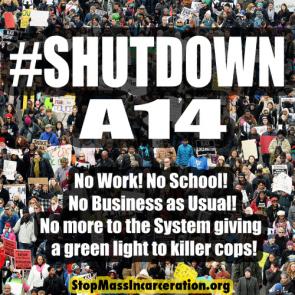 #SHUTDOWN
A14
No Work! No School!
No Business as Usual!
No more to the System giving
a green light to killer cops!
StopMassIncarceration.org